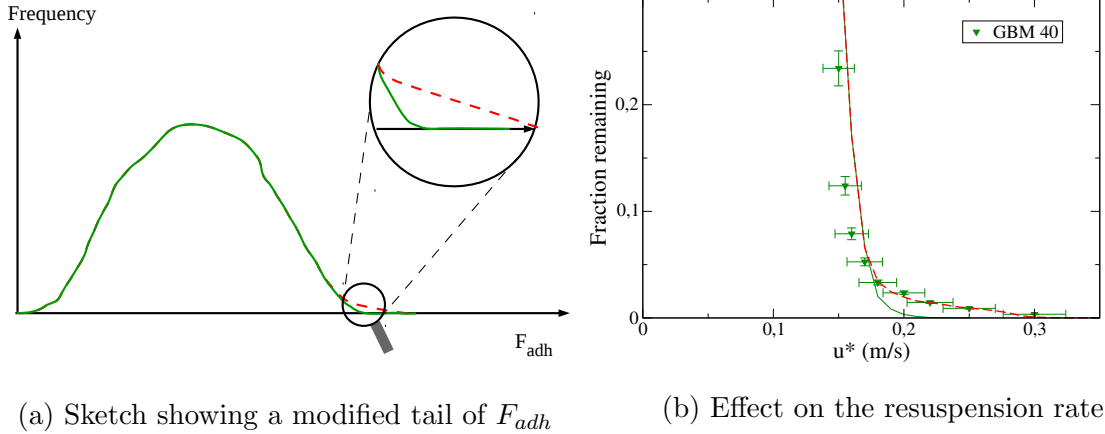 Frequency
F_adh
GBM 40
Fraction remaining
0,2
0,1
0
0
0,1
0,2
0,3
u* (m/s)
(a) Sketch showing a modified tail of F_adh
(b) Effect on the resuspension rate